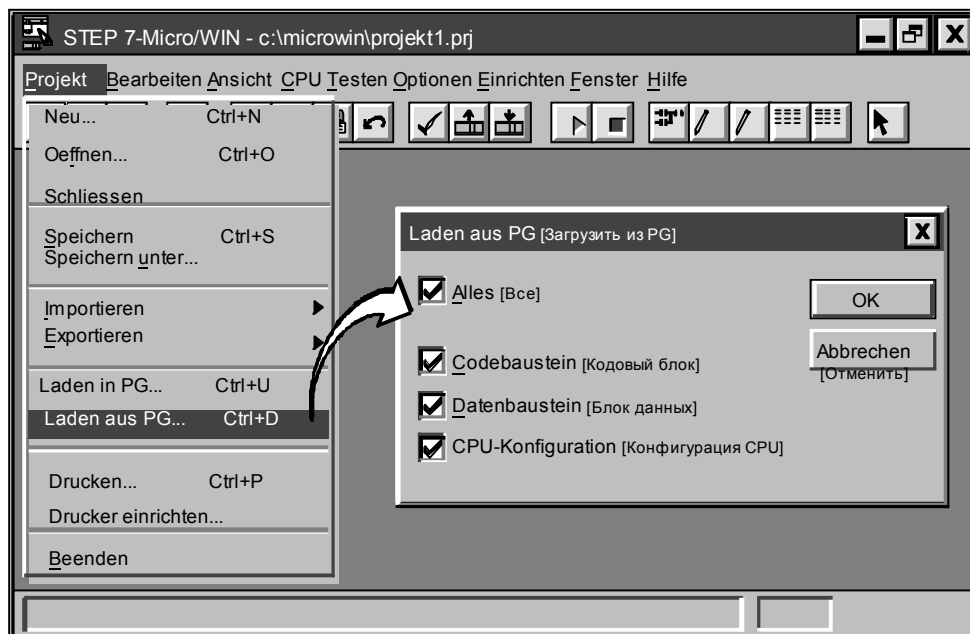 STEP 7-Micro/WIN - c:\microwin\projekt1.prj
Projekt Bearbeiten Ansicht CPU Testen Optionen Einrichten Fenster Hilfe
Neu... Ctrl+N
Oeffnen... Ctrl+O
Schliessen
Speichern Ctrl+S
Speichern unter...
Importieren
Exportieren
Laden in PG... Ctrl+U
Laden aus PG... Ctrl+D
Drucken... Ctrl+P
Drucker einrichten...
Beenden
Laden aus PG [Загрузить из PG]
Alles [Все]
Codebaustein [Кодовый блок]
Datenbaustein [Блок данных]
CPU-Konfiguration [Конфигурация CPU]
OK
Abbrechen
[Отменить]